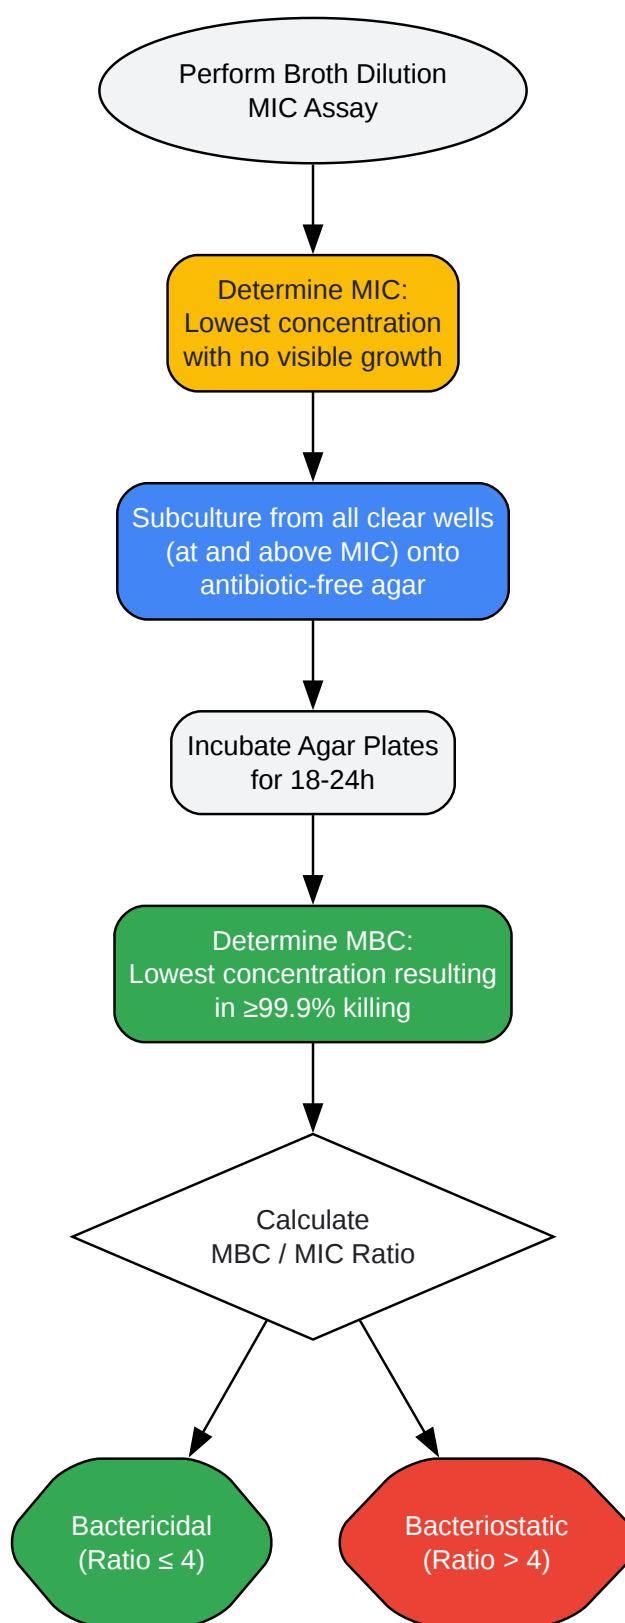 Perform Broth Dilution
MIC Assay
Determine MIC:
Lowest concentration
with no visible growth
Subculture from all clear wells
(at and above MIC) onto
antibiotic-free agar
Incubate Agar Plates
for 18-24h
Determine MBC:
Lowest concentration resulting
in ≥99.9% killing
Calculate
MBC / MIC Ratio
Bactericidal
(Ratio ≤ 4)
Bacteriostatic
(Ratio > 4)